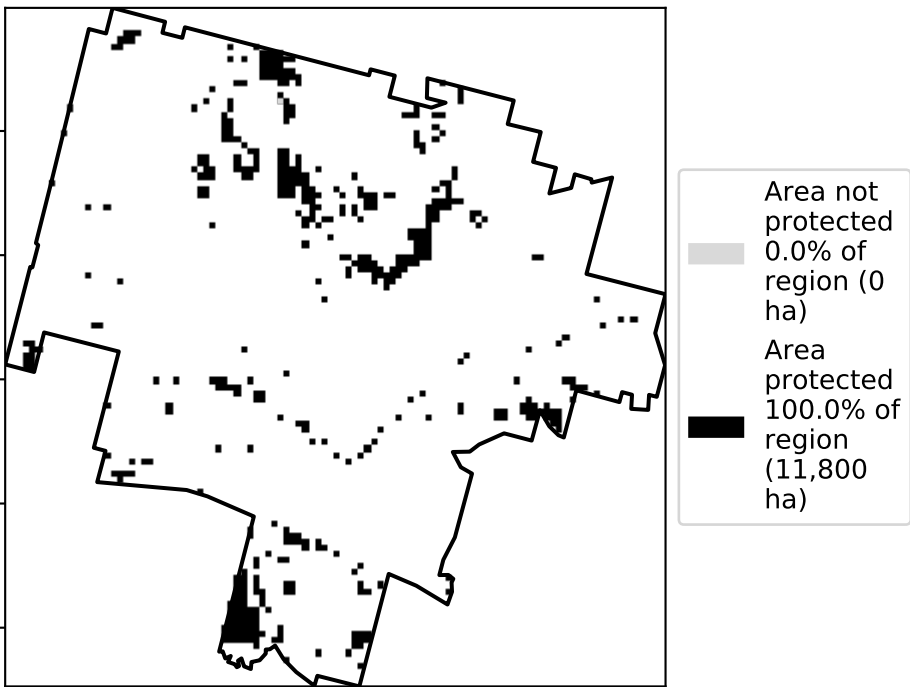 Area not
protected
0.0% of
region (0
ha)
Area
protected
100.0% of
region
(11,800
ha)